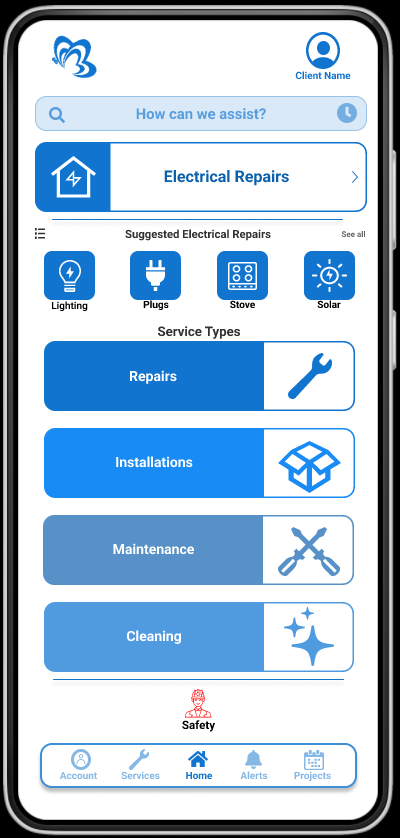 Client Name
How can we assist?
Electrical Repairs
Suggested Electrical Repairs
See all
Lighting
Plugs
Stove
Solar
Service Types
Repairs
Installations
Maintenance
Cleaning
Safety
Account
Services
Home
Alerts
Projects